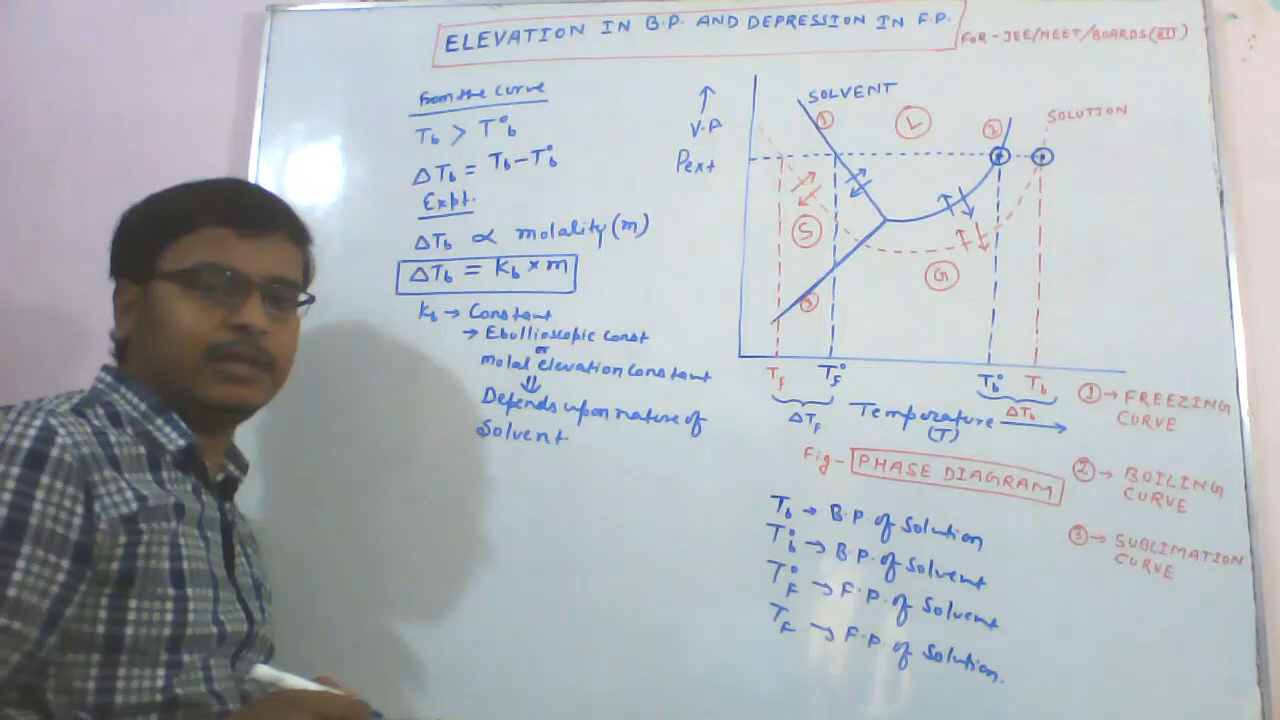 ELEVATION IN B.P. AND DEPRESSION IN F.P.
FOR-JEE/NEET/BOARDS(XII)
From the curve
Tb > T°b
ΔTb = Tb-T°b
Expt.
ΔTb ∝ molality(m)
ΔTb = Kb × m
Kb → Constant
→ Ebullioscopic const
or
molal elevation constant
⇓
Depends upon nature of
Solvent
↑
V.P
Pext
SOLVENT
SOLUTION
1
L
2
S
G
3
Tf
T°f
T°b
Tb
ΔTf
ΔTb
Temperature →
(T)
Fig- PHASE DIAGRAM
1 → FREEZING
CURVE
2 → BOILING
CURVE
3 → SUBLIMATION
CURVE
Tb → B.P. of Solution
T°b → B.P. of Solvent
T°F → F.P. of Solvent
TF → F.P. of Solution.